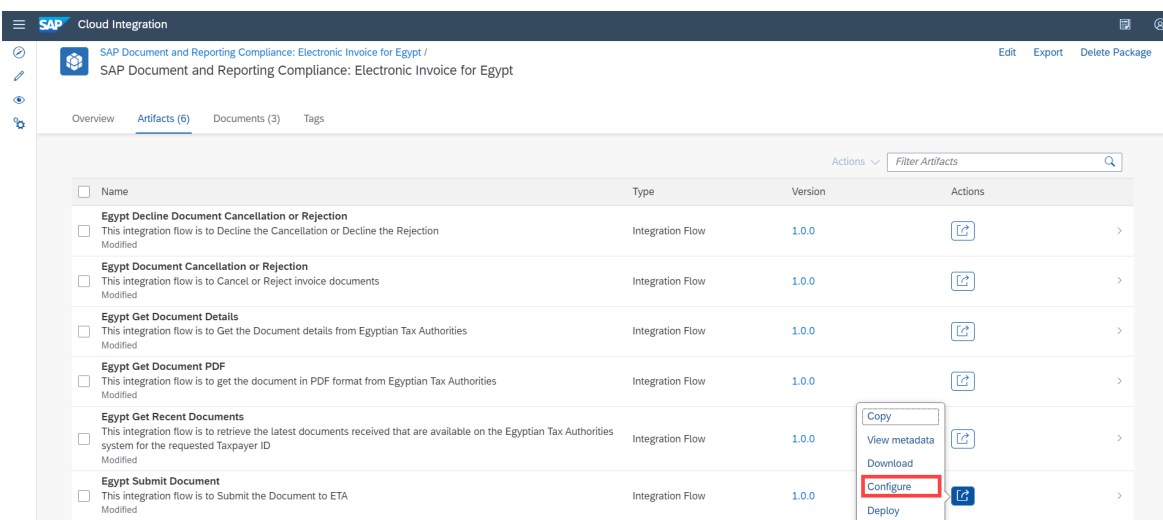 SAP Cloud Integration
SAP Document and Reporting Compliance: Electronic Invoice for Egypt /
Edit Export Delete Package
SAP Document and Reporting Compliance: Electronic Invoice for Egypt
Overview Artifacts (6) Documents (3) Tags
Actions Filter Artifacts
Name Type Version Actions
Egypt Decline Document Cancellation or Rejection
This integration flow is to Decline the Cancellation or Decline the Rejection Integration Flow 1.0.0
Modified
Egypt Document Cancellation or Rejection
This integration flow is to Cancel or Reject invoice documents Integration Flow 1.0.0
Modified
Egypt Get Document Details
This integration flow is to Get the Document details from Egyptian Tax Authorities Integration Flow 1.0.0
Modified
Egypt Get Document PDF
This integration flow is to get the document in PDF format from Egyptian Tax Authorities Integration Flow 1.0.0
Modified
Egypt Get Recent Documents
This integration flow is to retrieve the latest documents received that are available on the Egyptian Tax Authorities
system for the requested Taxpayer ID Integration Flow 1.0.0
Modified
Egypt Submit Document
This integration flow is to Submit the Document to ETA Integration Flow 1.0.0
Modified
Copy
View metadata
Download
Configure
Deploy